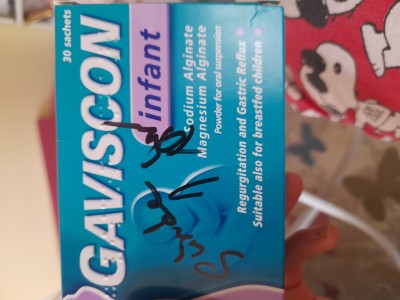 30 sachets
GAVISCON
infant
Sodium Alginate
Magnesium Alginate
Powder for oral suspension
Regurgitation and Gastric Reflux
Suitable also for breastfed children